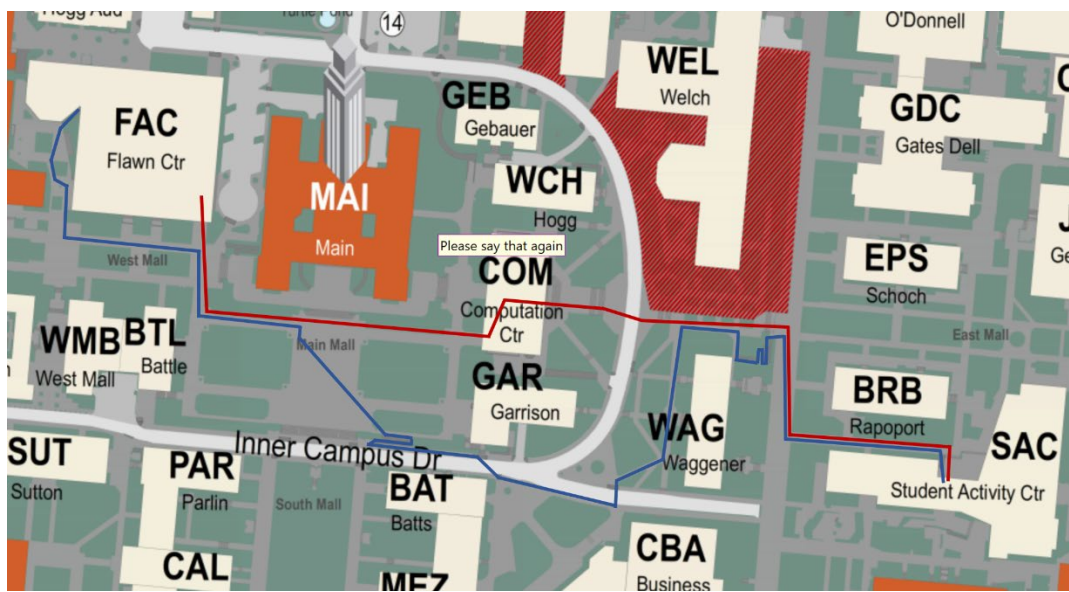 Hogg Aud
Turtle Pond
14
O'Donnell
WEL
Welch
GEB
Gebauer
GDC
Gates Dell
FAC
Flawn Ctr
WCH
Hogg
MAI
Main
Please say that again
COM
Computation
Ctr
EPS
Schoch
West Mall
East Mall
WMB
West Mall
BTL
Battle
Main Mall
GAR
Garrison
BRB
Rapoport
WAG
Waggener
SAC
Student Activity Ctr
Inner Campus Dr
SUT
Sutton
PAR
Parlin
South Mall
BAT
Batts
CAL
MEZ
CBA
Business